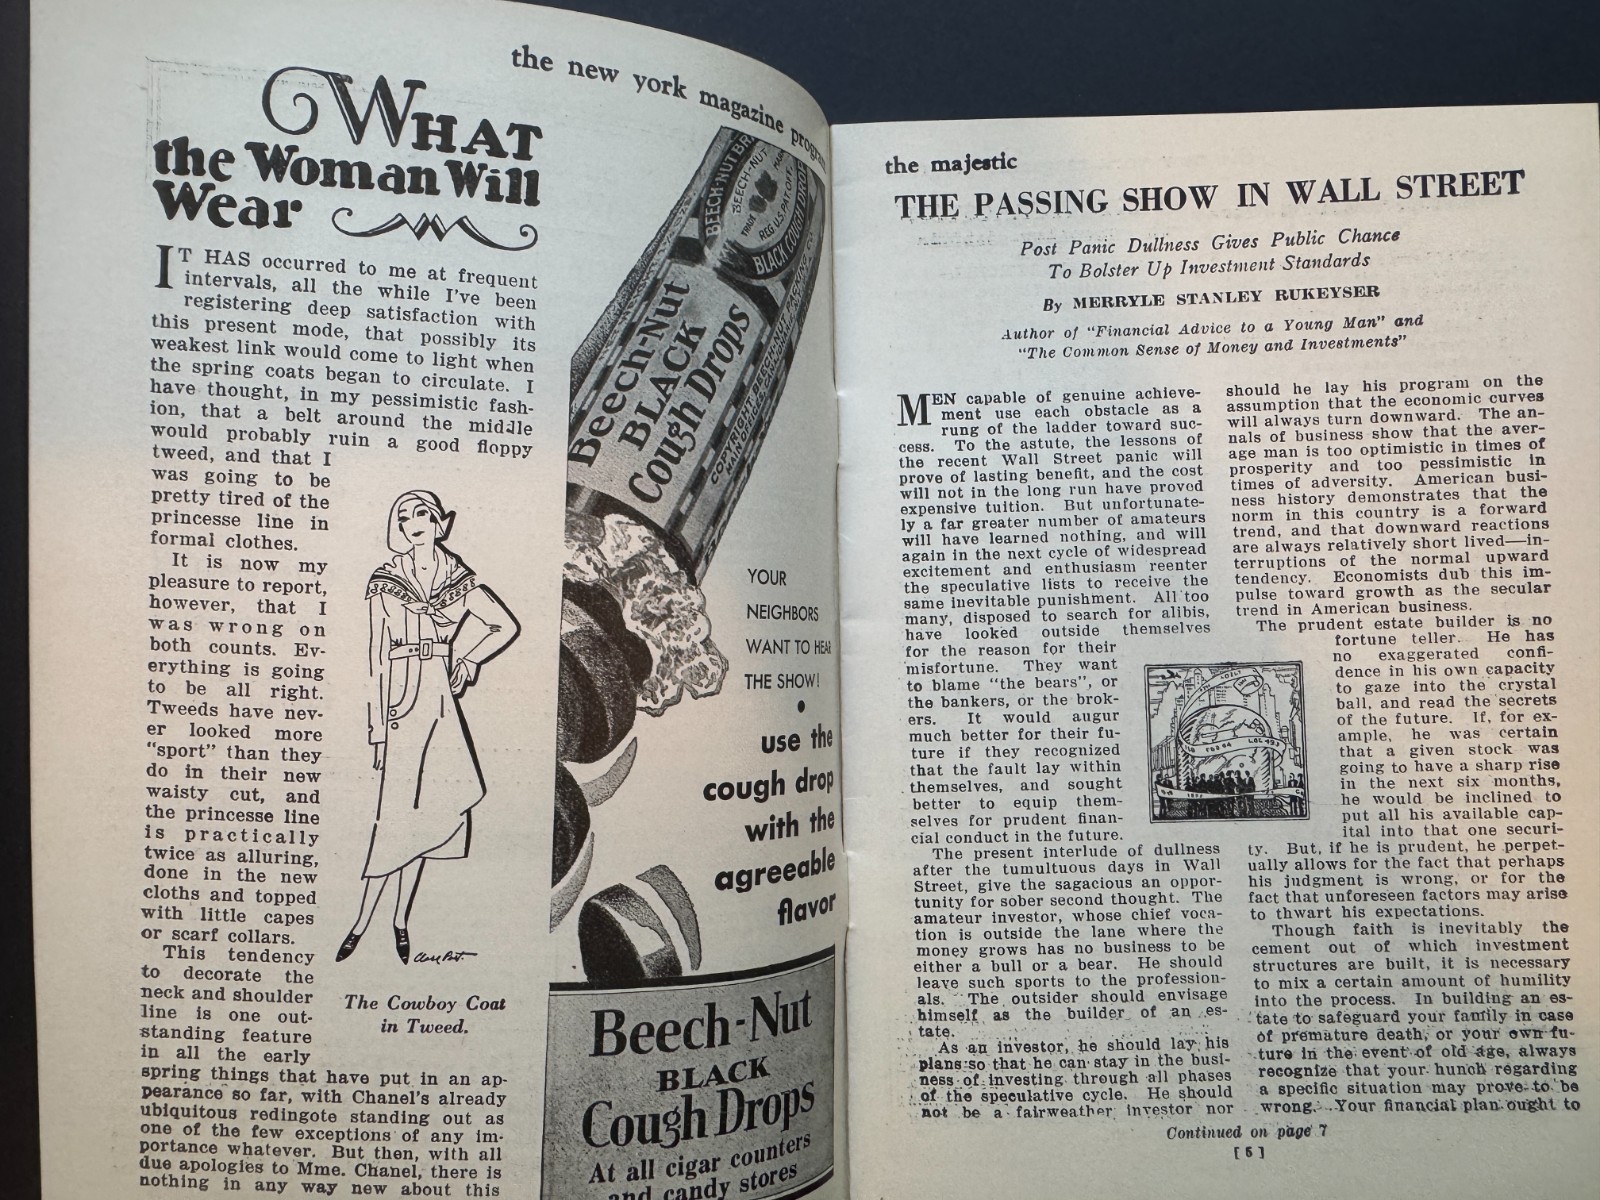 the new york magazine program
WHAT
the Woman Will
Wear
IT HAS occurred to me at frequent
intervals, all the while I've been
registering deep satisfaction with
this present mode, that possibly its
weakest link would come to light when
the spring coats began to circulate. I
have thought, in my pessimistic fash-
ion, that a belt around the middle
would probably ruin a good floppy
tweed, and that I
was going to be
pretty tired of the
princesse line in
formal clothes.
It is now my
pleasure to report,
however, that I
was wrong on
both counts. Ev-
erything is going
to be all right.
Tweeds have nev-
er looked more
"sport" than they
do in their new
waisty cut, and
the princesse line
is practically
twice as alluring,
done in the new
cloths and topped
with little capes
or scarf collars.
This tendency
to decorate the
neck and shoulder
line is one out-
standing feature
in all the early
spring things that have put in an ap-
pearance so far, with Chanel's already
ubiquitous redingote standing out as
one of the few exceptions of any im-
portance whatever. But then, with all
due apologies to Mme. Chanel, there is
nothing in any way new about this
The Cowboy Coat
in Tweed.
BEECH-NUT BRA
BEECH-NUT
TRADE MARK
REG. U.S. PAT. OFF.
BLACK COUGH DROPS
Beech-Nut
BLACK
Cough Drops
YOUR
NEIGHBORS
WANT TO HEAR
THE SHOW!
use the
cough drop
with the
agreeable
flavor
Beech-Nut
BLACK
Cough Drops
At all cigar counters
and candy stores
the majestic
THE PASSING SHOW IN WALL STREET
Post Panic Dullness Gives Public Chance
To Bolster Up Investment Standards
By MERRYLE STANLEY RUKEYSER
Author of "Financial Advice to a Young Man" and
"The Common Sense of Money and Investments"
MEN capable of genuine achieve-
ment use each obstacle as a
rung of the ladder toward suc-
cess. To the astute, the lessons of
the recent Wall Street panic will
prove of lasting benefit, and the cost
will not in the long run have proved
expensive tuition. But unfortunate-
ly a far greater number of amateurs
will have learned nothing, and will
again in the next cycle of widespread
excitement and enthusiasm reenter
the speculative lists to receive the
same inevitable punishment. All too
many, disposed to search for alibis,
have looked outside themselves
for the reason for their
misfortune. They want
to blame "the bears", or
the bankers, or the brok-
ers. It would augur
much better for their fu-
ture if they recognized
that the fault lay within
themselves, and sought
better to equip them-
selves for prudent finan-
cial conduct in the future.
The present interlude of dullness
after the tumultuous days in Wall
Street, give the sagacious an oppor-
tunity for sober second thought. The
amateur investor, whose chief voca-
tion is outside the lane where the
money grows has no business to be
either a bull or a bear. He should
leave such sports to the profession-
als. The outsider should envisage
himself as the builder of an es-
tate.
As an investor, he should lay his
plans so that he can stay in the busi-
ness of investing through all phases
of the speculative cycle. He should
not be a fairweather investor nor
should he lay his program on the
assumption that the economic curves
will always turn downward. The an-
nals of business show that the aver-
age man is too optimistic in times of
prosperity and too pessimistic in
times of adversity. American busi-
ness history demonstrates that the
norm in this country is a forward
trend, and that downward reactions
are always relatively short lived—in-
terruptions of the normal upward
tendency. Economists dub this im-
pulse toward growth as the secular
trend in American business.
The prudent estate builder is no
fortune teller. He has
no exaggerated confi-
dence in his own capacity
to gaze into the crystal
ball, and read the secrets
of the future. If, for ex-
ample, he was certain
that a given stock was
going to have a sharp rise
in the next six months,
he would be inclined to
put all his available cap-
ital into that one securi-
ty. But, if he is prudent, he perpet-
ually allows for the fact that perhaps
his judgment is wrong, or for the
fact that unforeseen factors may arise
to thwart his expectations.
Though faith is inevitably the
cement out of which investment
structures are built, it is necessary
to mix a certain amount of humility
into the process. In building an es-
tate to safeguard your family in case
of premature death, or your own fu-
ture in the event of old age, always
recognize that your hunch regarding
a specific situation may prove to be
wrong. Your financial plan ought to
Continued on page 7
[5]